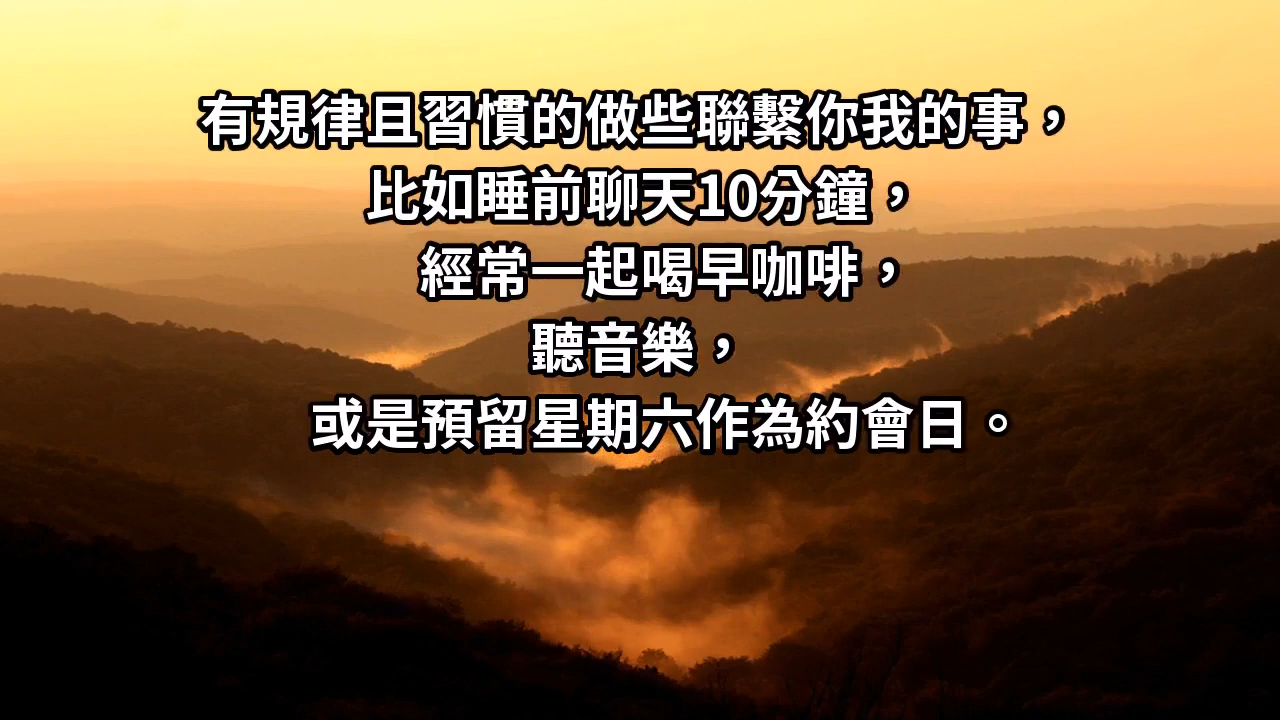 有規律且習慣的做些聯繫你我的事，
比如睡前聊天10分鐘，
經常一起喝早咖啡，
聽音樂，
或是預留星期六作為約會日。